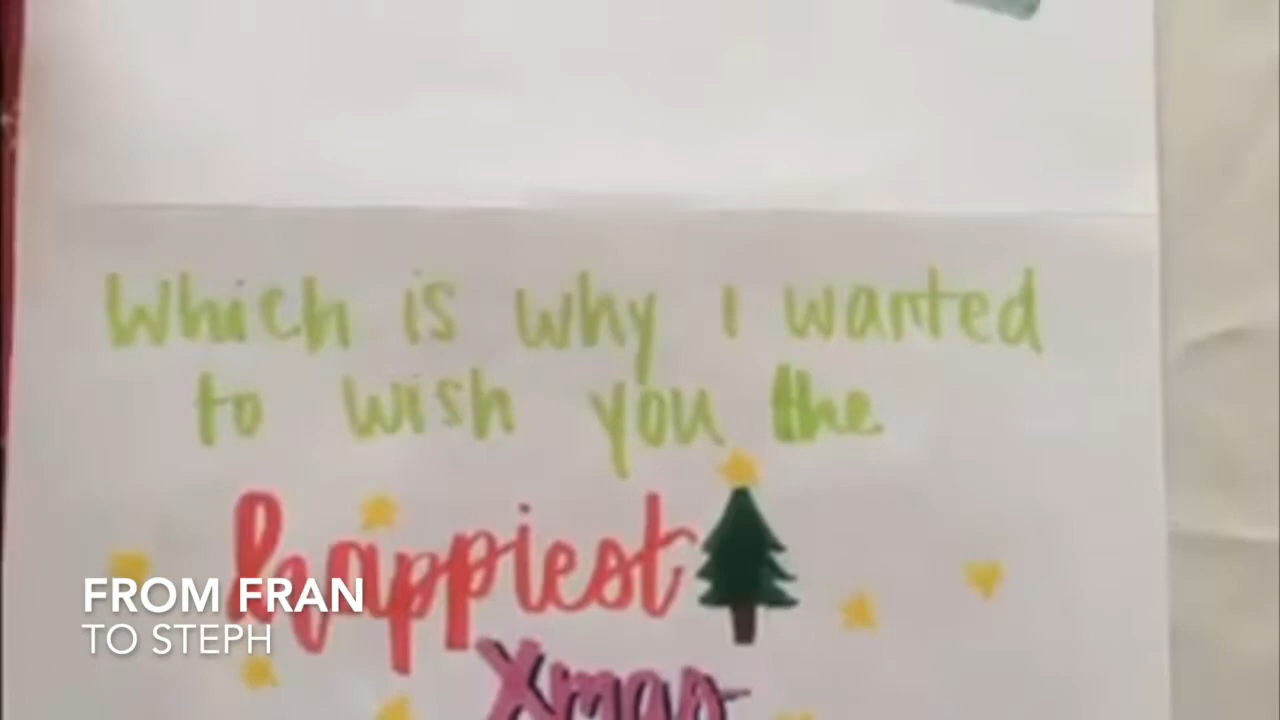 Which is why I wanted
to wish you the
happiest
FROM FRAN
TO STEPH
Xmas